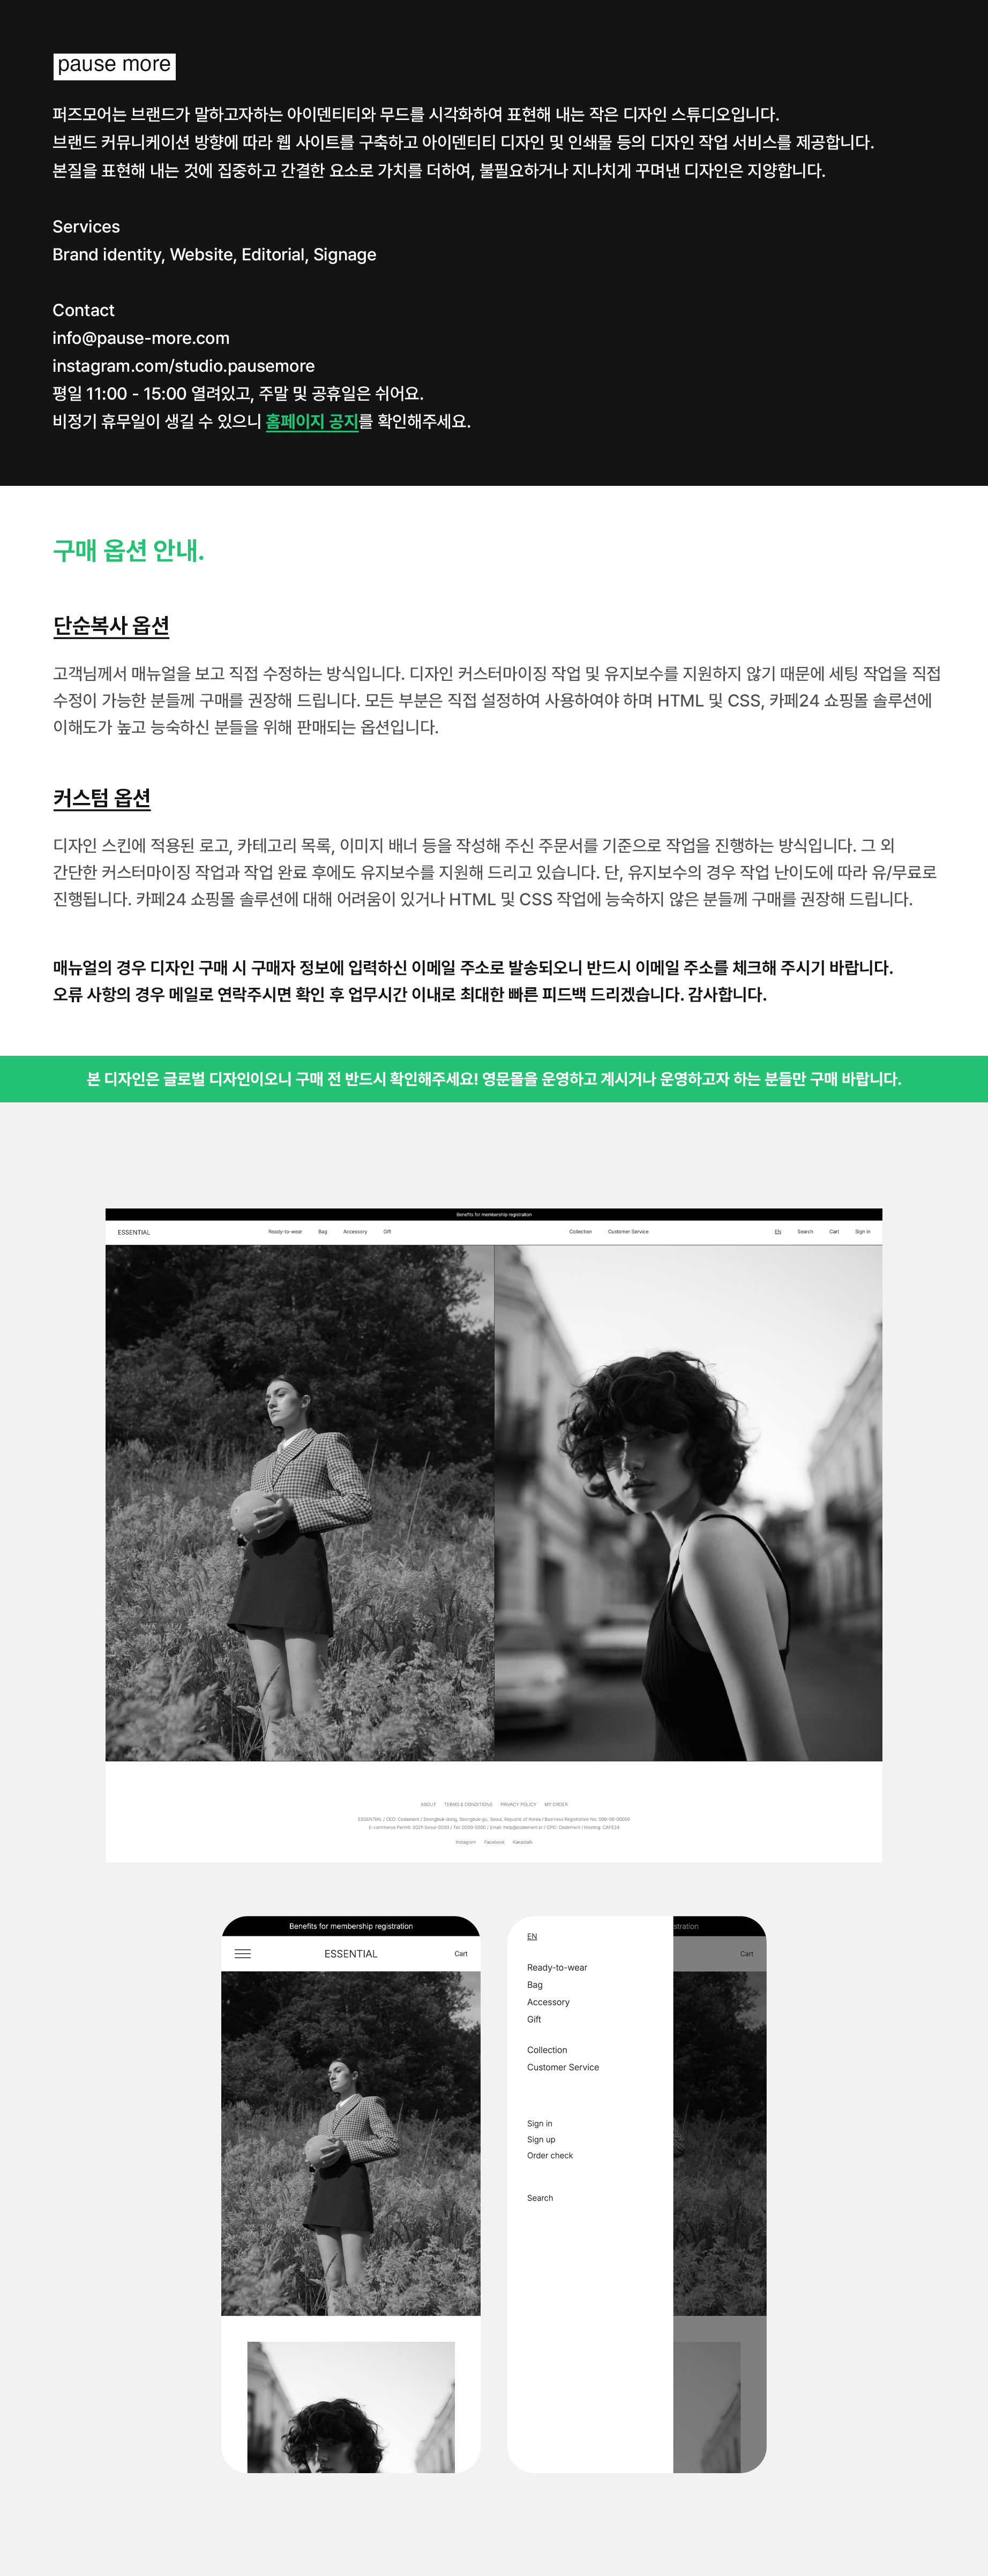 pause more
퍼즈모어는 브랜드가 말하고자하는 아이덴티티와 무드를 시각화하여 표현해 내는 작은 디자인 스튜디오입니다.
브랜드 커뮤니케이션 방향에 따라 웹 사이트를 구축하고 아이덴티티 디자인 및 인쇄물 등의 디자인 작업 서비스를 제공합니다.
본질을 표현해 내는 것에 집중하고 간결한 요소로 가치를 더하여, 불필요하거나 지나치게 꾸며낸 디자인은 지양합니다.
Services
Brand identity, Website, Editorial, Signage
Contact
info@pause-more.com
instagram.com/studio.pausemore
평일 11:00 - 15:00 열려있고, 주말 및 공휴일은 쉬어요.
비정기 휴무일이 생길 수 있으니 홈페이지 공지를 확인해주세요.
구매 옵션 안내.
단순복사 옵션
고객님께서 매뉴얼을 보고 직접 수정하는 방식입니다. 디자인 커스터마이징 작업 및 유지보수를 지원하지 않기 때문에 세팅 작업을 직접
수정이 가능한 분들께 구매를 권장해 드립니다. 모든 부분은 직접 설정하여 사용하여야 하며 HTML 및 CSS, 카페24 쇼핑몰 솔루션에
이해도가 높고 능숙하신 분들을 위해 판매되는 옵션입니다.
커스텀 옵션
디자인 스킨에 적용된 로고, 카테고리 목록, 이미지 배너 등을 작성해 주신 주문서를 기준으로 작업을 진행하는 방식입니다. 그 외
간단한 커스터마이징 작업과 작업 완료 후에도 유지보수를 지원해 드리고 있습니다. 단, 유지보수의 경우 작업 난이도에 따라 유/무료로
진행됩니다. 카페24 쇼핑몰 솔루션에 대해 어려움이 있거나 HTML 및 CSS 작업에 능숙하지 않은 분들께 구매를 권장해 드립니다.
매뉴얼의 경우 디자인 구매 시 구매자 정보에 입력하신 이메일 주소로 발송되오니 반드시 이메일 주소를 체크해 주시기 바랍니다.
오류 사항의 경우 메일로 연락주시면 확인 후 업무시간 이내로 최대한 빠른 피드백 드리겠습니다. 감사합니다.
본 디자인은 글로벌 디자인이오니 구매 전 반드시 확인해주세요! 영문몰을 운영하고 계시거나 운영하고자 하는 분들만 구매 바랍니다.
Benefits for membership registration
ESSENTIAL Ready-to-wear Bag Accessory Gift Collection Customer Service EN Search Cart Sign in
ABOUT TERMS & CONDITIONS PRIVACY POLICY MY ORDER
ESSENTIAL / CEO: Codement / Seongbuk-dong, Seongbuk-gu, Seoul, Republic of Korea / Business Registration No: 000-00-00000
E-commerce Permit: 2025-Seoul-0000 / Tel: 0000-0000 / Email: help@codement.kr / CPO: Codement / Hosting: CAFE24
Instagram Facebook Kakaotalk
Benefits for membership registration
ESSENTIAL Cart
stration
Cart
EN
Ready-to-wear
Bag
Accessory
Gift
Collection
Customer Service
Sign in
Sign up
Order check
Search